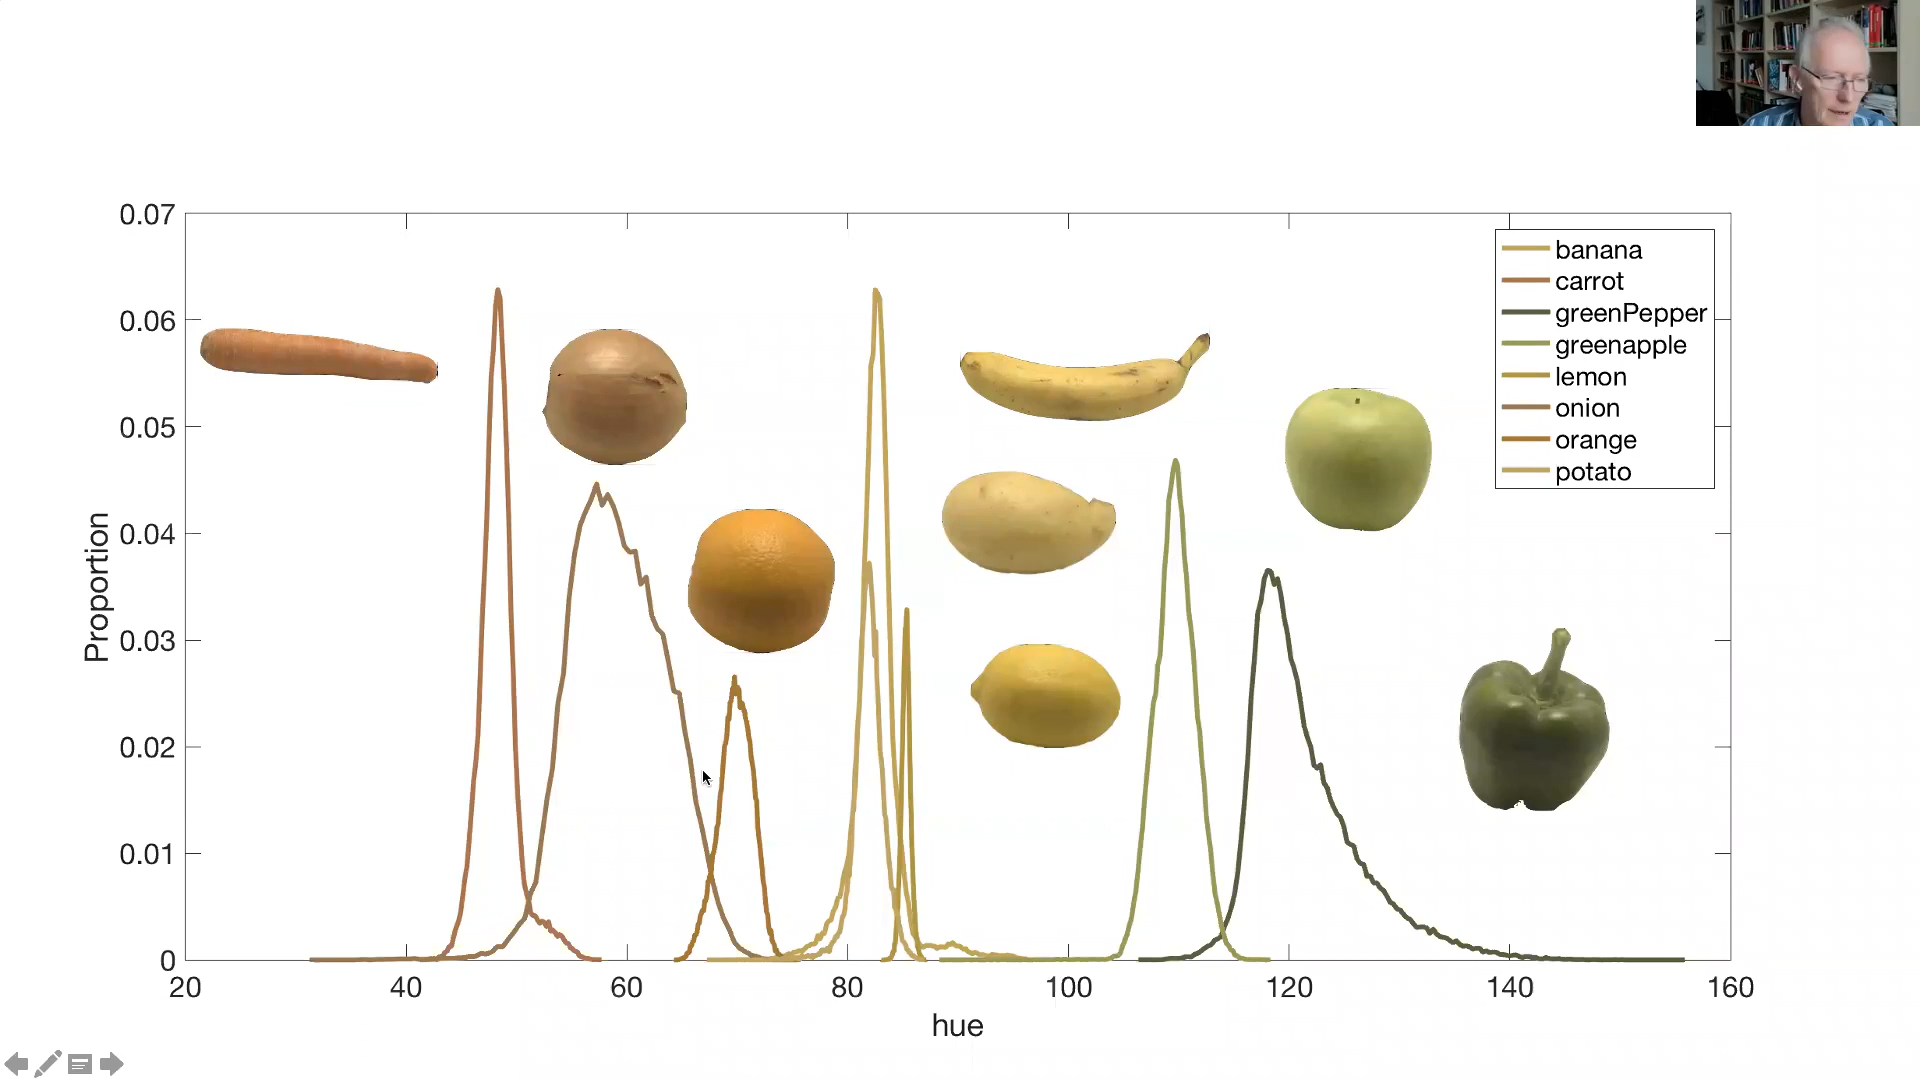 0.07
0.06
0.05
0.04
0.03
0.02
0.01
0
Proportion
20 40 60 80 100 120 140 160
hue
banana
carrot
greenPepper
greenapple
lemon
onion
orange
potato